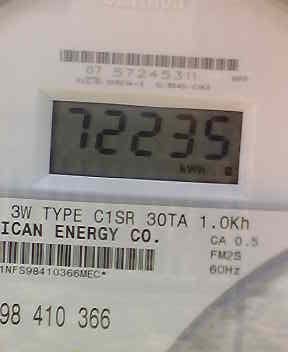 07 57245311
72235
kWh
3W TYPE C1SR 30TA 1.0Kh
ICAN ENERGY CO.
CA 0.5
FM2S
60Hz
1NFS98410366MEC*
98 410 366